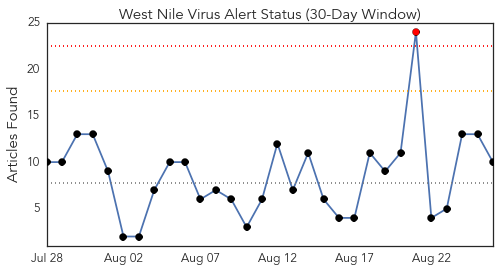 West Nile Virus Alert Status (30-Day Window)
Articles Found
25
20
15
10
5
Jul 28
Aug 02
Aug 07
Aug 12
Aug 17
Aug 22